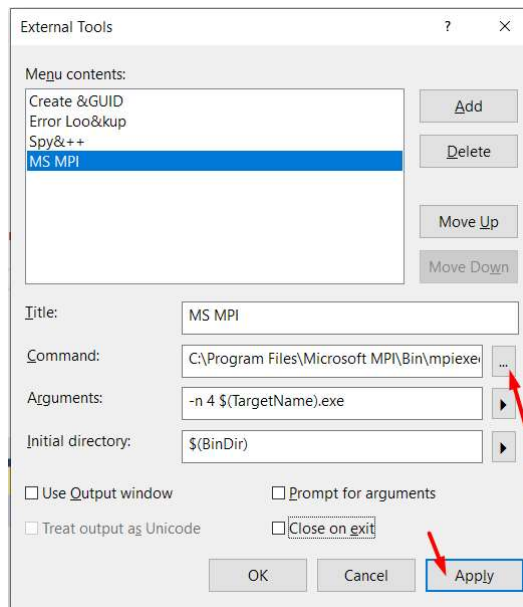 External Tools ? ×
Menu contents:
Create &GUID
Error Loo&kup
Spy&++
MS MPI
Add
Delete
Move Up
Move Down
Title: MS MPI
Command: C:\Program Files\Microsoft MPI\Bin\mpiexe ...
Arguments: -n 4 $(TargetName).exe
Initial directory: $(BinDir)
Use Output window Prompt for arguments
Treat output as Unicode Close on exit
OK Cancel Apply